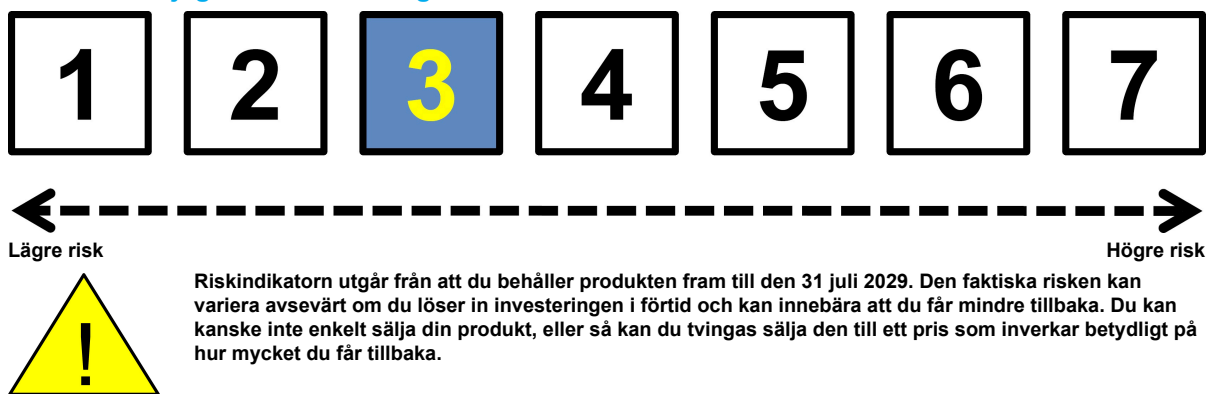 1 2 3 4 5 6 7
Lägre risk Högre risk
!
Riskindikatorn utgår från att du behåller produkten fram till den 31 juli 2029. Den faktiska risken kan
variera avsevärt om du löser in investeringen i förtid och kan innebära att du får mindre tillbaka. Du kan
kanske inte enkelt sälja din produkt, eller så kan du tvingas sälja den till ett pris som inverkar betydligt på
hur mycket du får tillbaka.